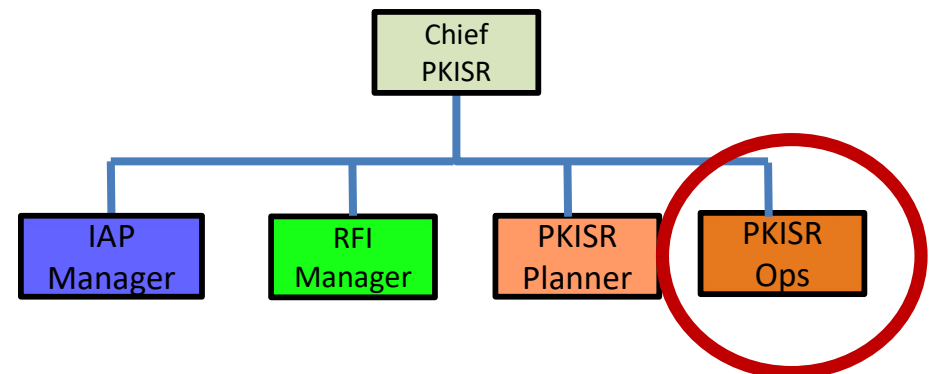 Chief
PKISR
IAP
Manager
RFI
Manager
PKISR
Planner
PKISR
Ops